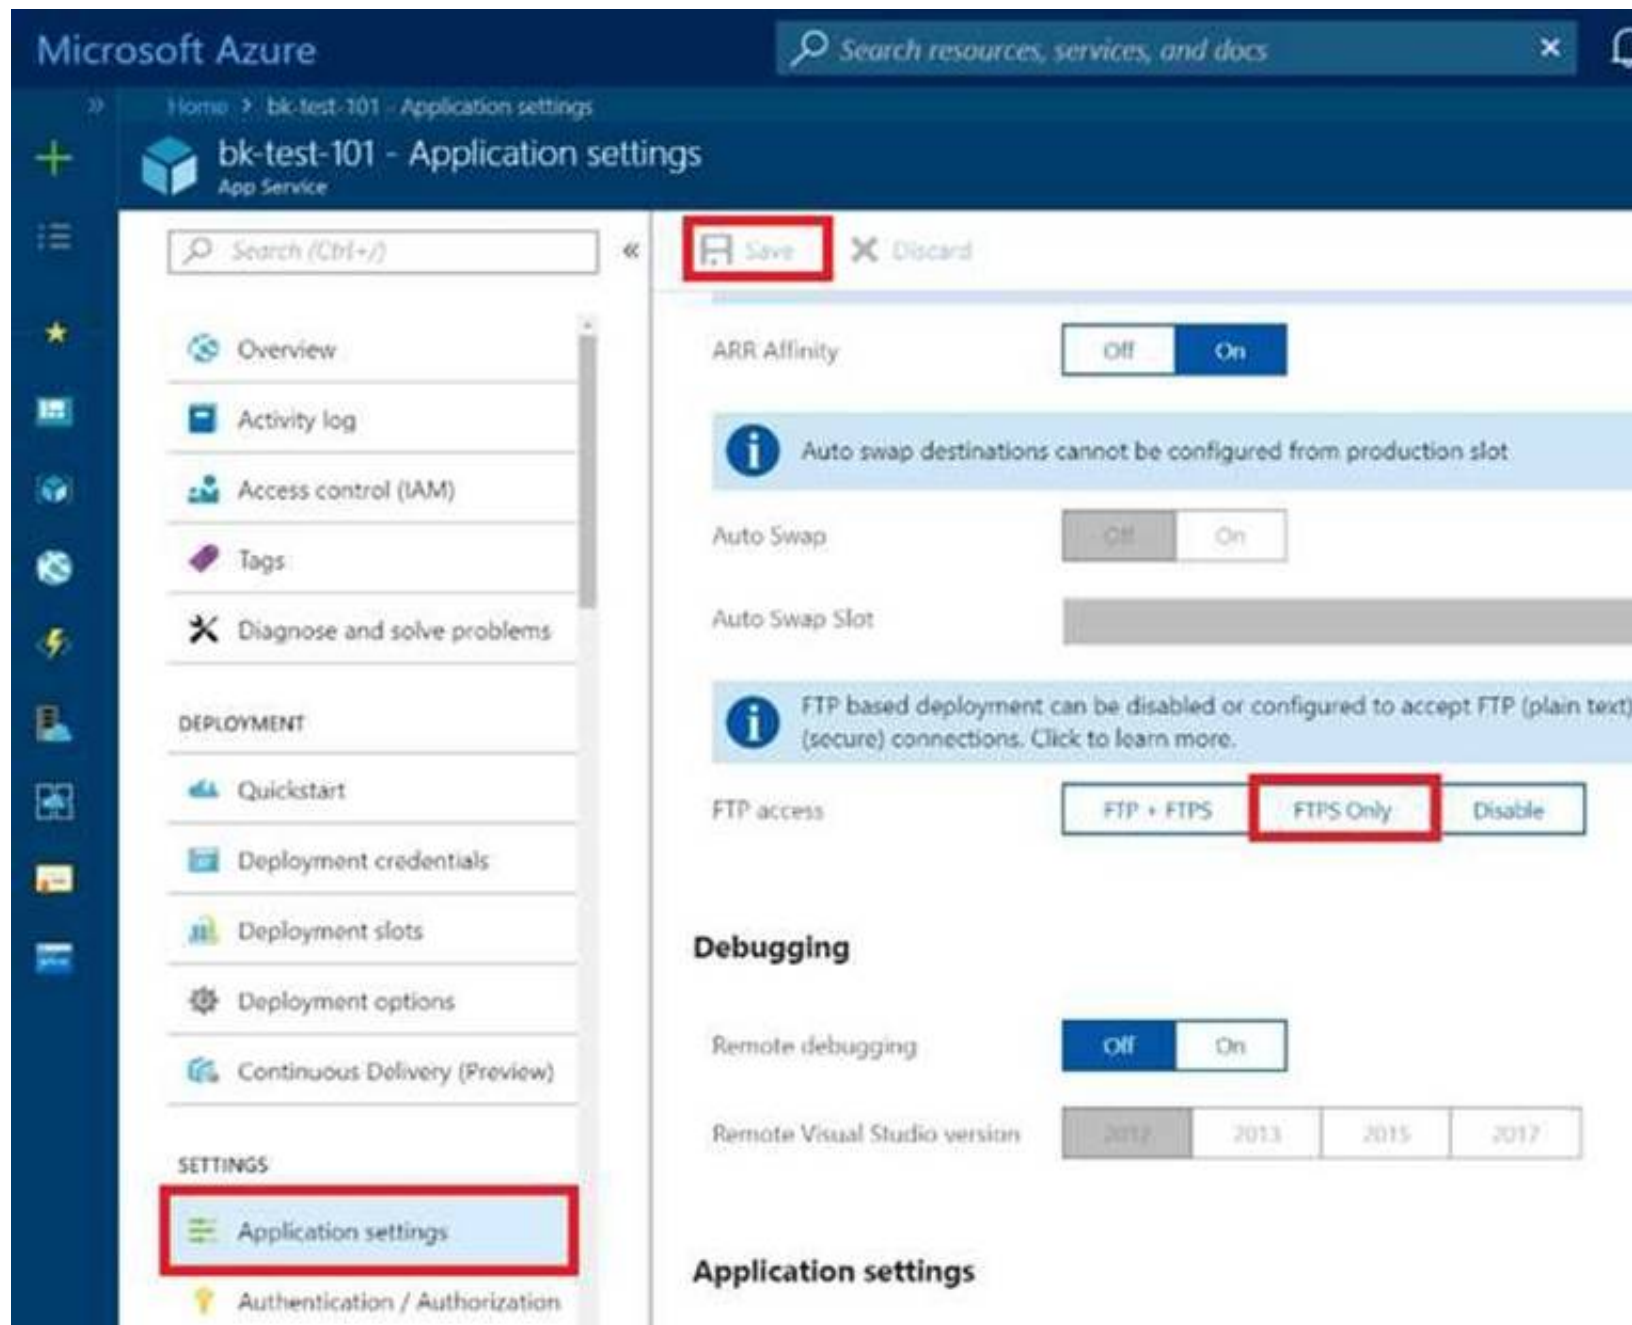 Microsoft Azure
Search resources, services, and docs
Home > bk-test-101 - Application settings
bk-test-101 - Application settings
App Service
Search (Ctrl+/)
Overview
Activity log
Access control (IAM)
Tags
Diagnose and solve problems
DEPLOYMENT
Quickstart
Deployment credentials
Deployment slots
Deployment options
Continuous Delivery (Preview)
SETTINGS
Application settings
Authentication / Authorization
Save Discard
ARR Affinity Off On
Auto swap destinations cannot be configured from production slot
Auto Swap Off On
Auto Swap Slot
FTP based deployment can be disabled or configured to accept FTP (plain text)
(secure) connections. Click to learn more.
FTP access FTP + FTPS FTPS Only Disable
Debugging
Remote debugging Off On
Remote Visual Studio version 2012 2013 2015 2017
Application settings